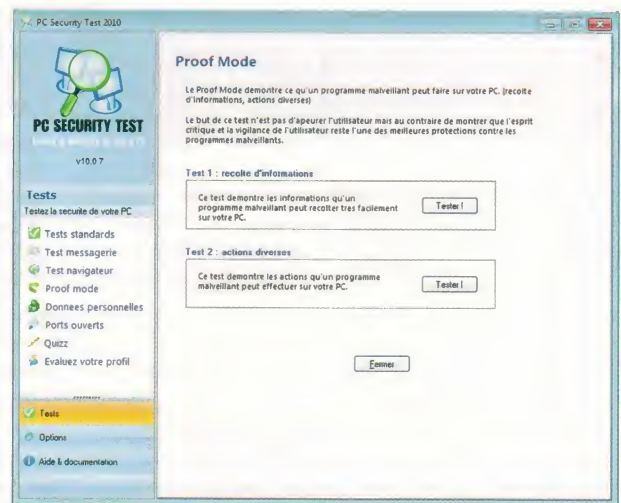 PC Security Test 2010
PC SECURITY TEST
v10.0 7
Tests
Testez la securite de votre PC
Tests standards
Test messagerie
Test navigateur
Proof mode
Donnees personnelles
Ports ouverts
Quizz
Evaluez votre profil
Tests
Options
Aide & documentation
Proof Mode
Le Proof Mode demontre ce qu'un programme malveillant peut faire sur votre PC. (recolte
d'informations, actions diverses)
Le but de ce test n'est pas d'apeurer l'utilisateur mais au contraire de montrer que l'esprit
critique et la vigilance de l'utilisateur reste l'une des meilleures protections contre les
programmes malveillants.
Test 1 : recolte d'informations
Ce test demontre les informations qu'un
programme malveillant peut recolter tres facilement
sur votre PC.
Tester !
Test 2 : actions diverses
Ce test demontre les actions qu'un programme
malveillant peut effectuer sur votre PC.
Tester !
Fermer